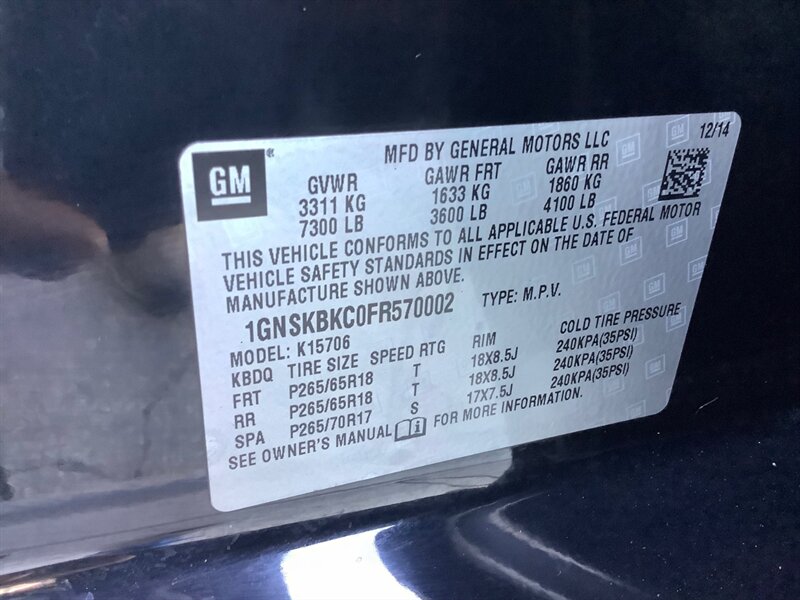 GM
MFD BY GENERAL MOTORS LLC 12/14
GVWR GAWR FRT GAWR RR
3311 KG 1633 KG 1860 KG
7300 LB 3600 LB 4100 LB
THIS VEHICLE CONFORMS TO ALL APPLICABLE U.S. FEDERAL MOTOR
VEHICLE SAFETY STANDARDS IN EFFECT ON THE DATE OF
MANUFACTURE SHOWN ABOVE.
1GNSKBKC0FR570002 TYPE: M.P.V.
MODEL: K15706
KBDQ TIRE SIZE SPEED RTG RIM COLD TIRE PRESSURE
FRT P265/65R18 T 18X8.5J 240KPA(35PSI)
RR P265/65R18 T 18X8.5J 240KPA(35PSI)
SPA P265/70R17 S 17X7.5J 240KPA(35PSI)
SEE OWNER'S MANUAL FOR MORE INFORMATION.